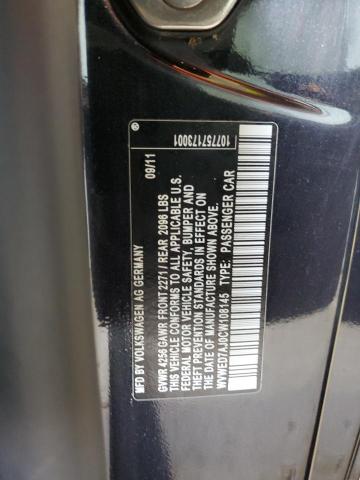 MFD BY VOLKSWAGEN AG GERMANY 09/11 107757173001 ®
GVWR 4256 GAWR FRONT 2271 / REAR 2096 LBS
THIS VEHICLE CONFORMS TO ALL APPLICABLE U.S.
FEDERAL MOTOR VEHICLE SAFETY, BUMPER AND
THEFT PREVENTION STANDARDS IN EFFECT
ON THE DATE OF MANUFACTURE SHOWN ABOVE.
WVWED7AJ0CW108145 TYPE: PASSENGER CAR